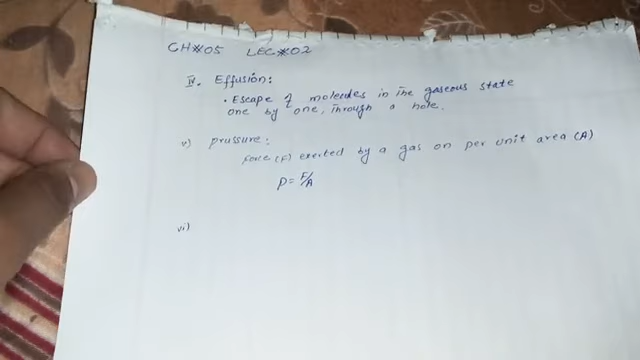 CH#05 LEC#02
IV. Effusion:
• Escape of molecules in the gaseous state
one by one, through a hole.
v) pressure:
Force (F) exerted by a gas on per unit area (A)
P = F/A
vi)